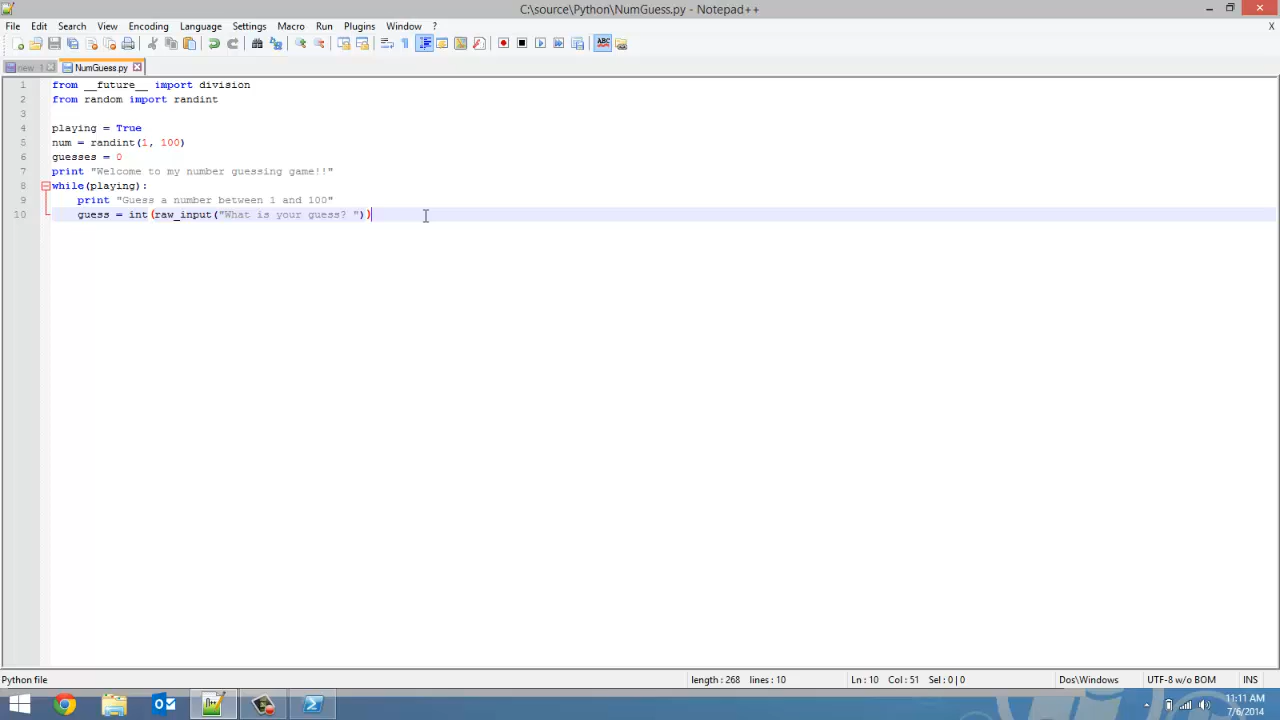 C:\source\Python\NumGuess.py - Notepad++
File Edit Search View Encoding Language Settings Macro Run Plugins Window ? X
new 1 NumGuess.py
1 from __future__ import division
2 from random import randint
3
4 playing = True
5 num = randint(1, 100)
6 guesses = 0
7 print "Welcome to my number guessing game!!"
8 while(playing):
9 print "Guess a number between 1 and 100"
10 guess = int(raw_input("What is your guess? "))
Python file length : 268 lines : 10 Ln : 10 Col : 51 Sel : 0 | 0 Dos\Windows UTF-8 w/o BOM INS
11:11 AM
7/6/2014